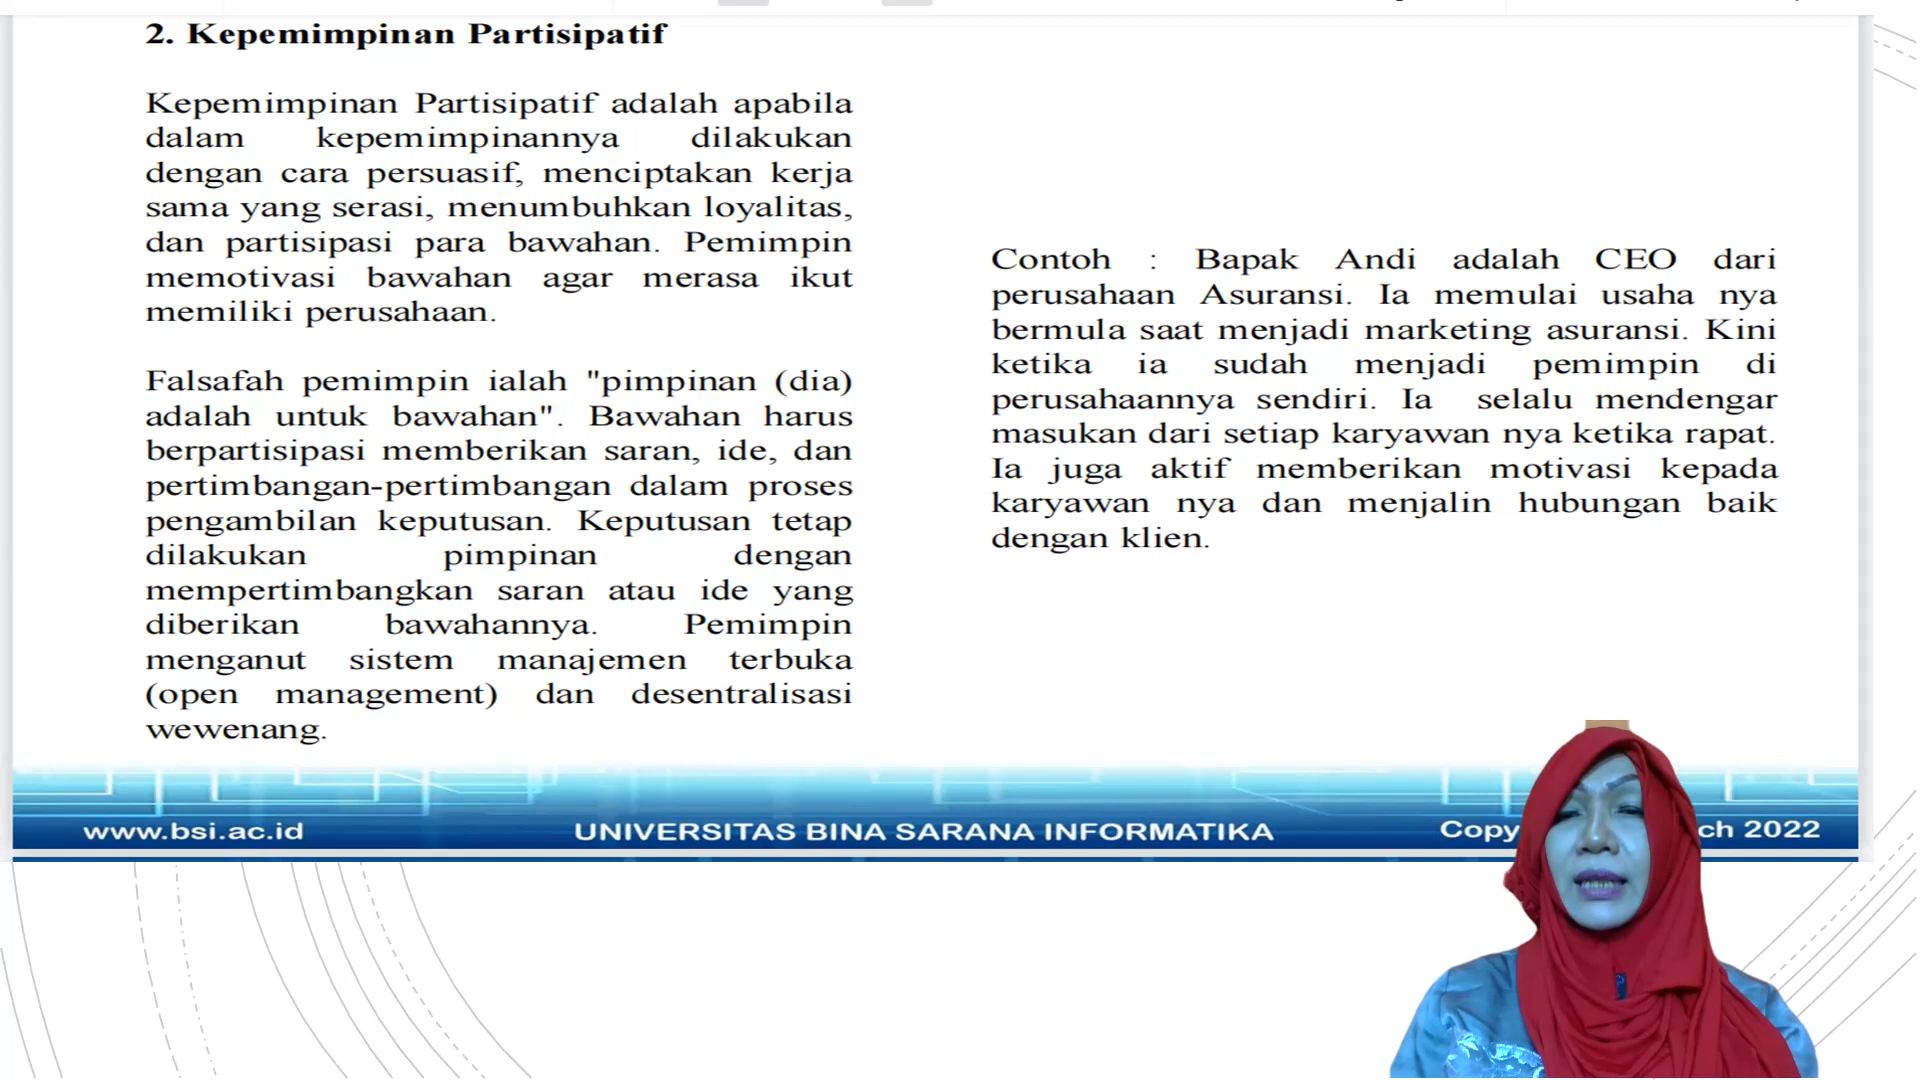 2. Kepemimpinan Partisipatif
Kepemimpinan Partisipatif adalah apabila
dalam kepemimpinannya dilakukan
dengan cara persuasif, menciptakan kerja
sama yang serasi, menumbuhkan loyalitas,
dan partisipasi para bawahan. Pemimpin
memotivasi bawahan agar merasa ikut
memiliki perusahaan.
Falsafah pemimpin ialah "pimpinan (dia)
adalah untuk bawahan". Bawahan harus
berpartisipasi memberikan saran, ide, dan
pertimbangan-pertimbangan dalam proses
pengambilan keputusan. Keputusan tetap
dilakukan pimpinan dengan
mempertimbangkan saran atau ide yang
diberikan bawahannya. Pemimpin
menganut sistem manajemen terbuka
(open management) dan desentralisasi
wewenang.
Contoh : Bapak Andi adalah CEO dari
perusahaan Asuransi. Ia memulai usaha nya
bermula saat menjadi marketing asuransi. Kini
ketika ia sudah menjadi pemimpin di
perusahaannya sendiri. Ia selalu mendengar
masukan dari setiap karyawan nya ketika rapat.
Ia juga aktif memberikan motivasi kepada
karyawan nya dan menjalin hubungan baik
dengan klien.
www.bsi.ac.id
UNIVERSITAS BINA SARANA INFORMATIKA
2022